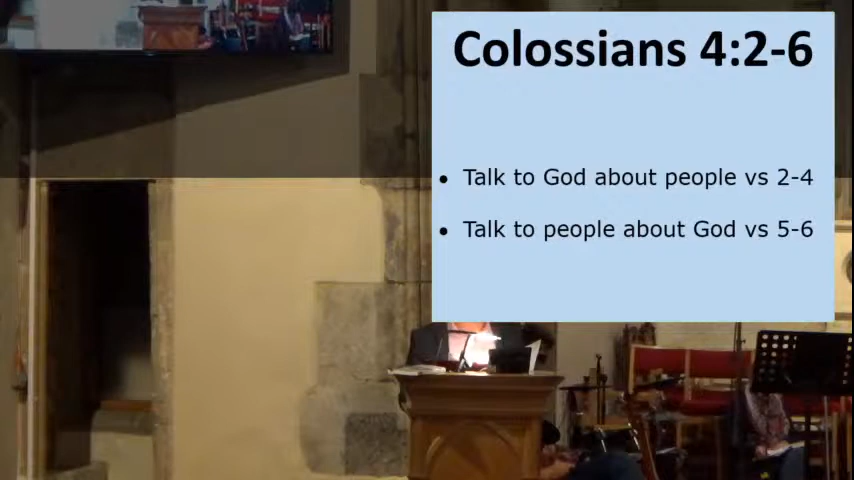 Colossians 4:2-6
• Talk to God about people vs 2-4
• Talk to people about God vs 5-6